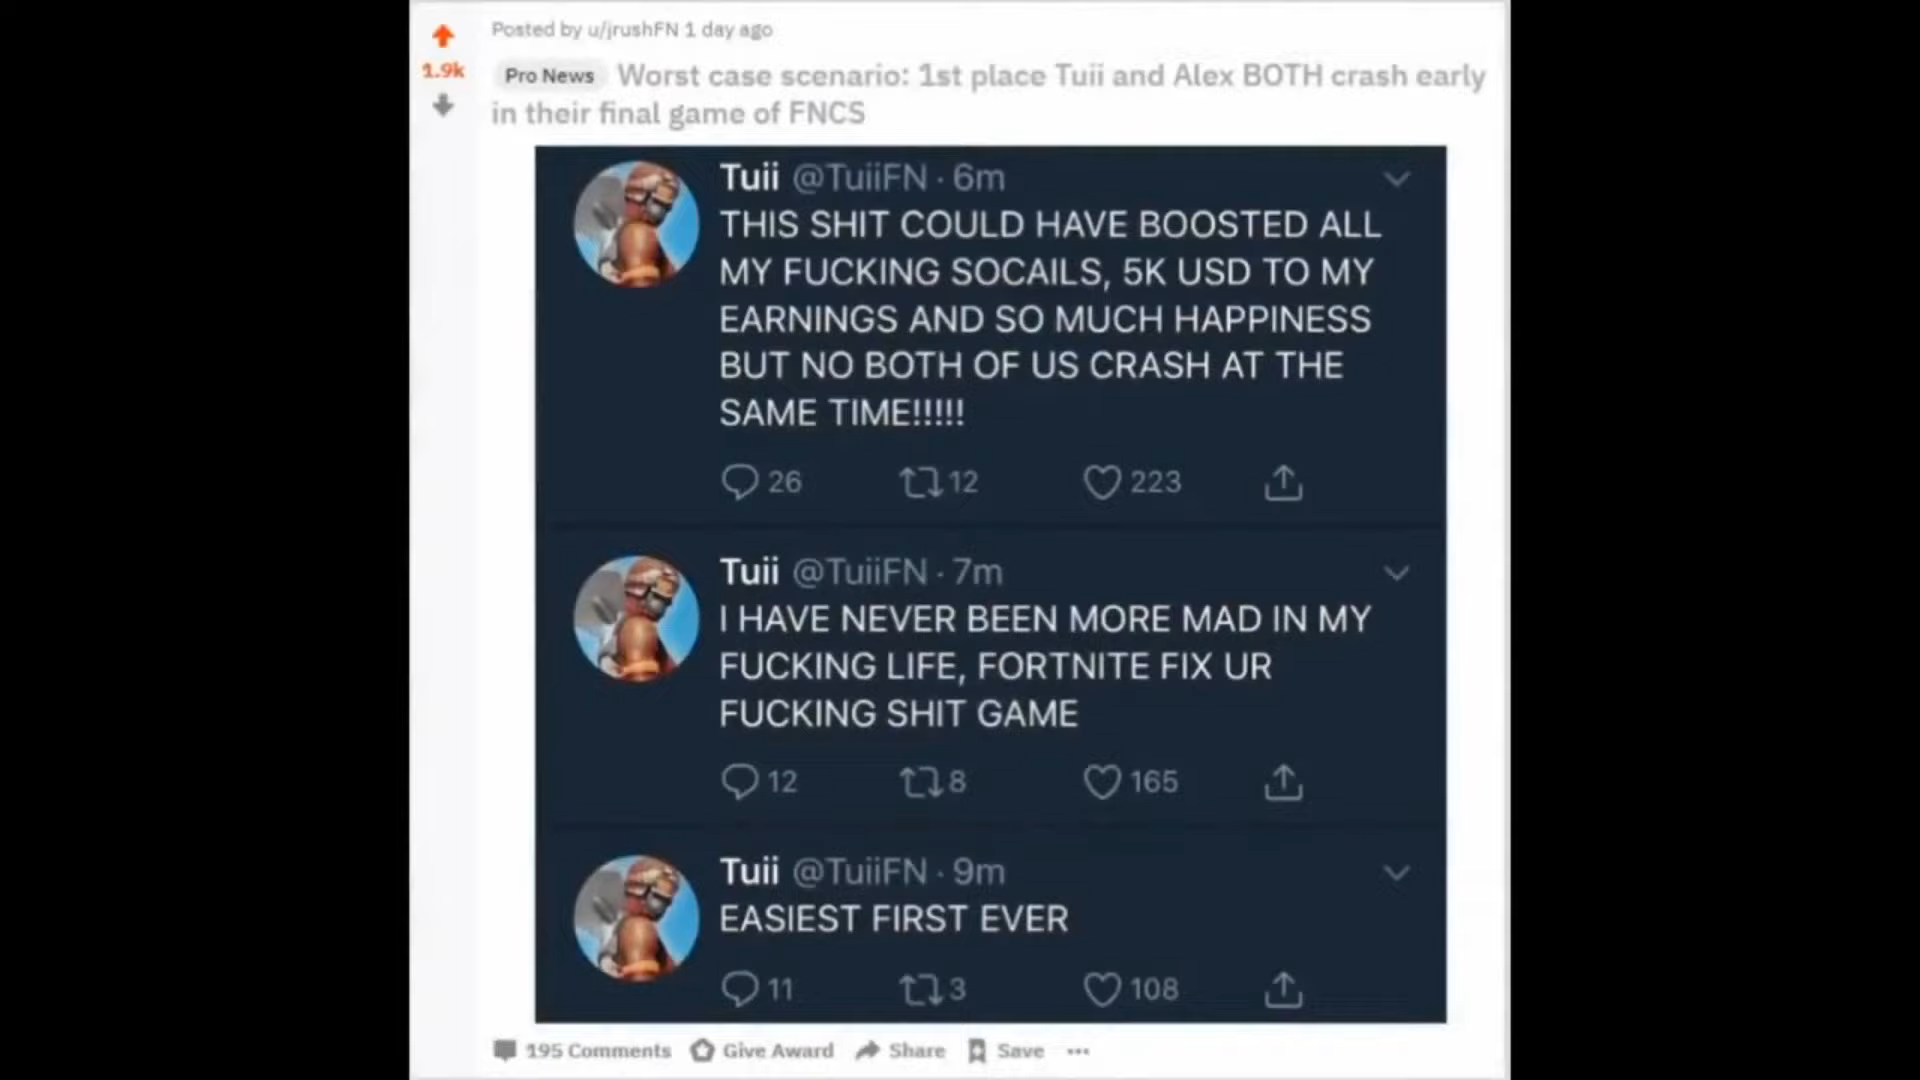 Posted by u/jrushFN 1 day ago
1.9k
Pro News Worst case scenario: 1st place Tuii and Alex BOTH crash early
in their final game of FNCS
Tuii @TuiiFN · 6m
THIS SHIT COULD HAVE BOOSTED ALL
MY FUCKING SOCAILS, 5K USD TO MY
EARNINGS AND SO MUCH HAPPINESS
BUT NO BOTH OF US CRASH AT THE
SAME TIME!!!!!
26 12 223
Tuii @TuiiFN · 7m
I HAVE NEVER BEEN MORE MAD IN MY
FUCKING LIFE, FORTNITE FIX UR
FUCKING SHIT GAME
12 8 165
Tuii @TuiiFN · 9m
EASIEST FIRST EVER
11 3 108
195 Comments Give Award Share Save ···